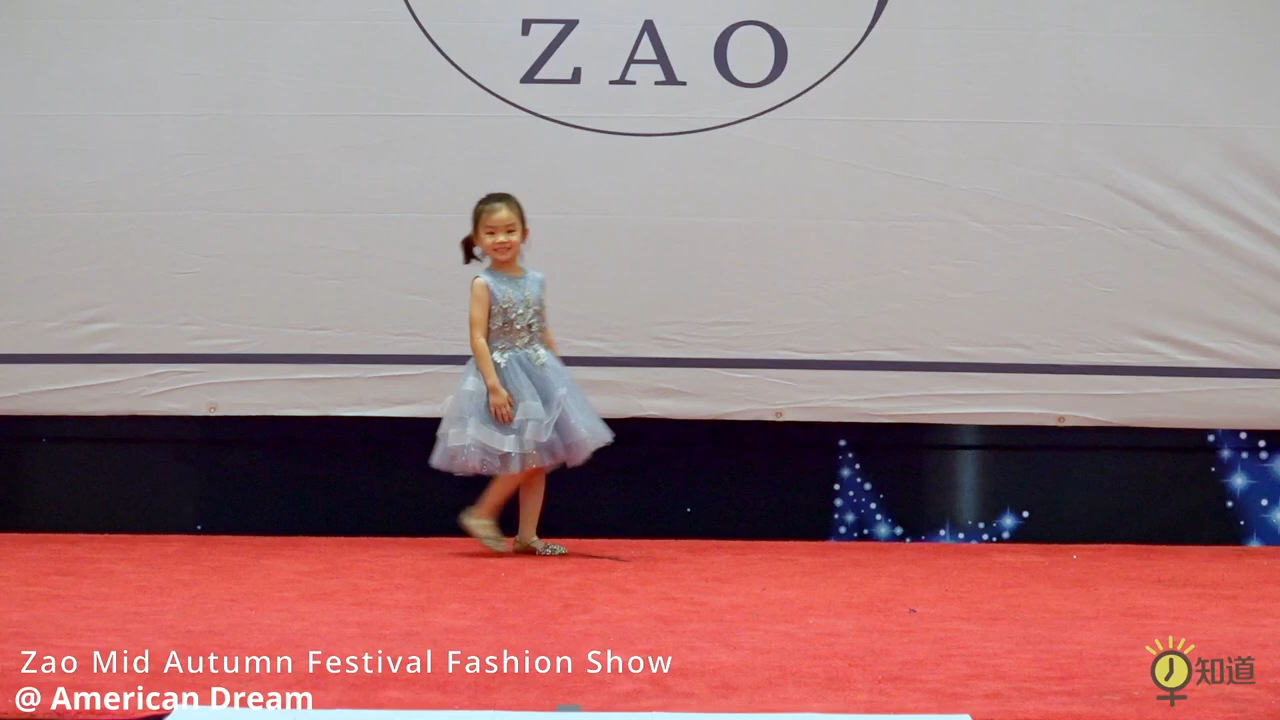 ZAO
Zao Mid Autumn Festival Fashion Show
@ American Dream
知道